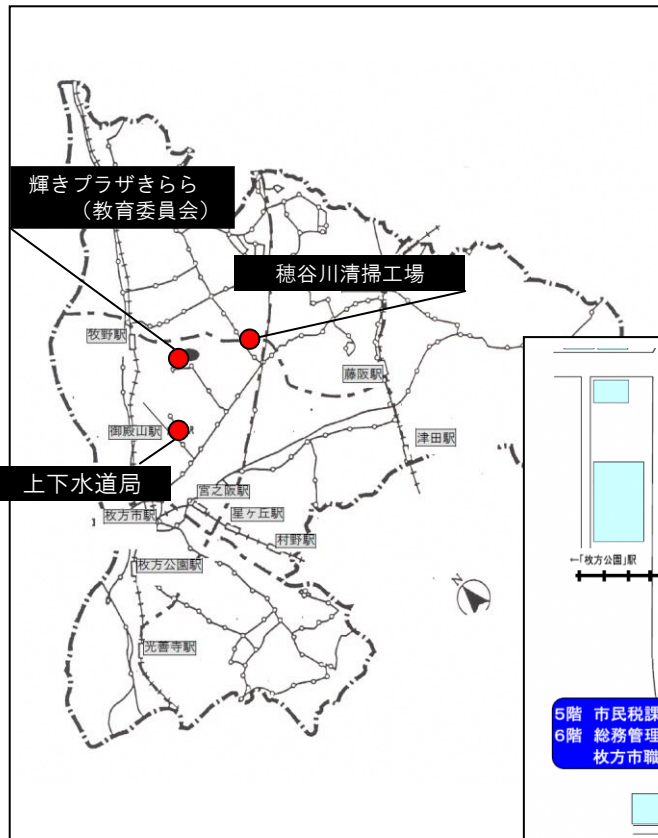 輝きプラザきらら
（教育委員会）
穂谷川清掃工場
牧野駅
藤阪駅
御殿山駅
津田駅
上下水道局
宮之阪駅
枚方市駅
星ヶ丘駅
村野駅
枚方公園駅
←「枚方公園」駅
N
光善寺駅
5階 市民税課
6階 総務管理
枚方市職